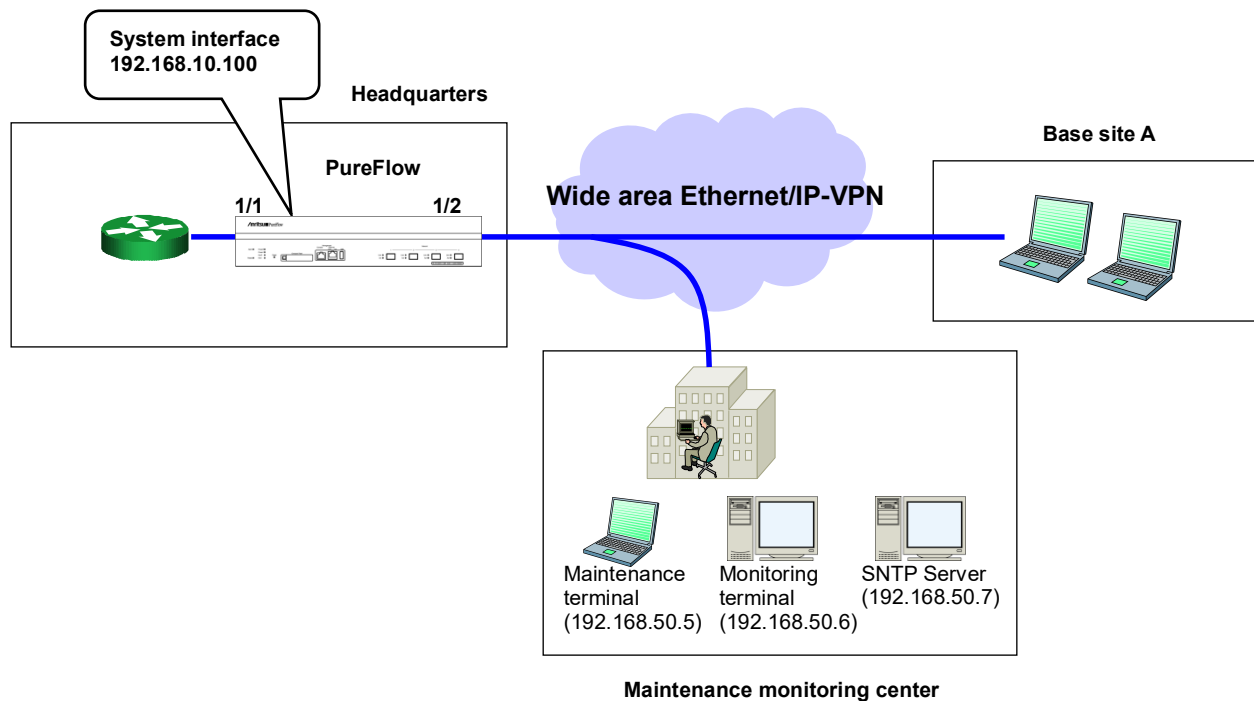 System interface
192.168.10.100
Headquarters
Base site A
PureFlow
Wide area Ethernet/IP-VPN
1/1
1/2
Anritsu PureFlow
Maintenance
terminal
(192.168.50.5)
Monitoring
terminal
(192.168.50.6)
SNTP Server
(192.168.50.7)
Maintenance monitoring center